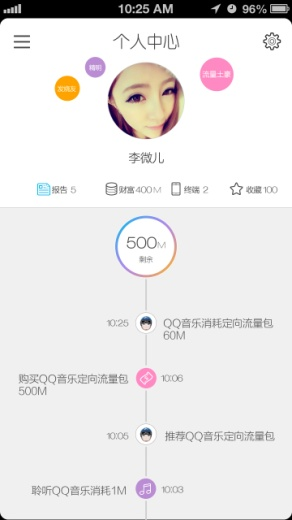 10:25 AM
96%
个人中心
精明
发烧友
流量土豪
李微儿
报告 5
财富 400 M
终端 2
收藏 100
500M
剩余
10:25
QQ音乐消耗定向流量包
60M
购买QQ音乐定向流量包
500M
10:06
10:05
推荐QQ音乐定向流量包
聆听QQ音乐消耗1M
10:03